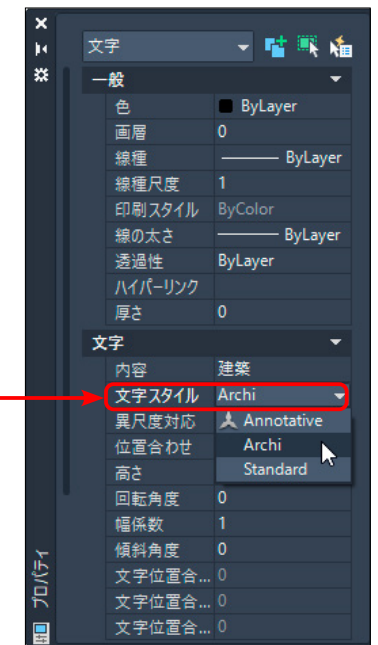 文字
一般
色 ByLayer
画層 0
線種 ByLayer
線種尺度 1
印刷スタイル ByColor
線の太さ ByLayer
透過性 ByLayer
ハイパーリンク
厚さ 0
文字
内容 建築
文字スタイル Archi
異尺度対応 Annotative
位置合わせ Archi
高さ Standard
回転角度 0
幅係数 1
傾斜角度 0
文字位置合... 0
文字位置合... 0
文字位置合... 0
プロパティ